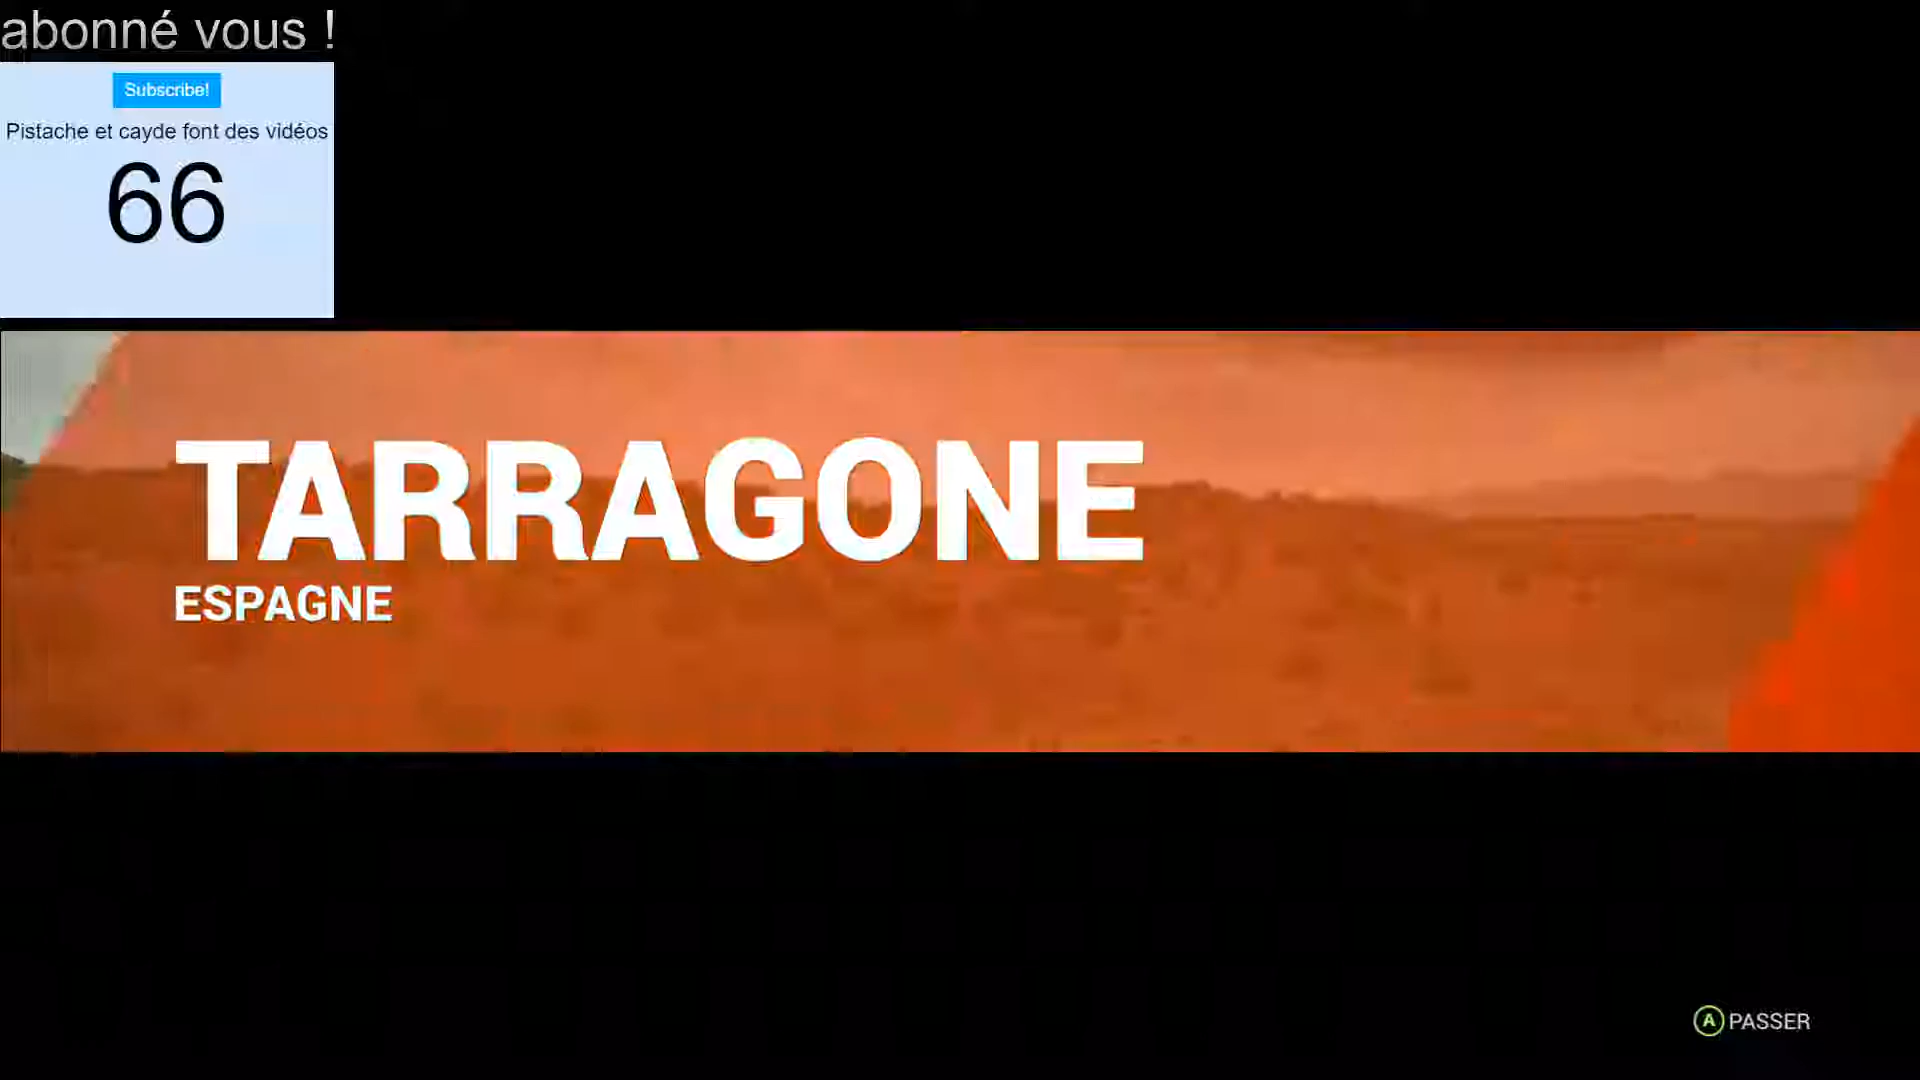 abonné vous !
Subscribe!
Pistache et cayde font des vidéos
66
TARRAGONE
ESPAGNE
A PASSER